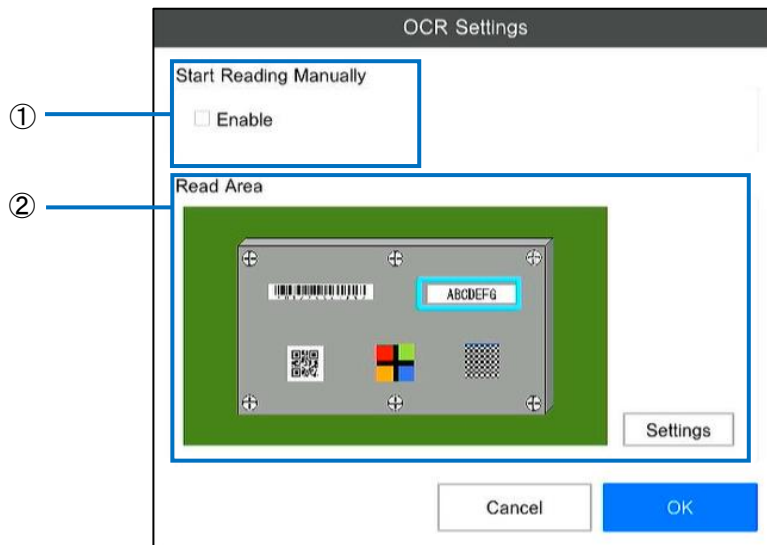 OCR Settings
Start Reading Manually
①
Enable
②
Read Area
ABCDEFG
Settings
Cancel
OK